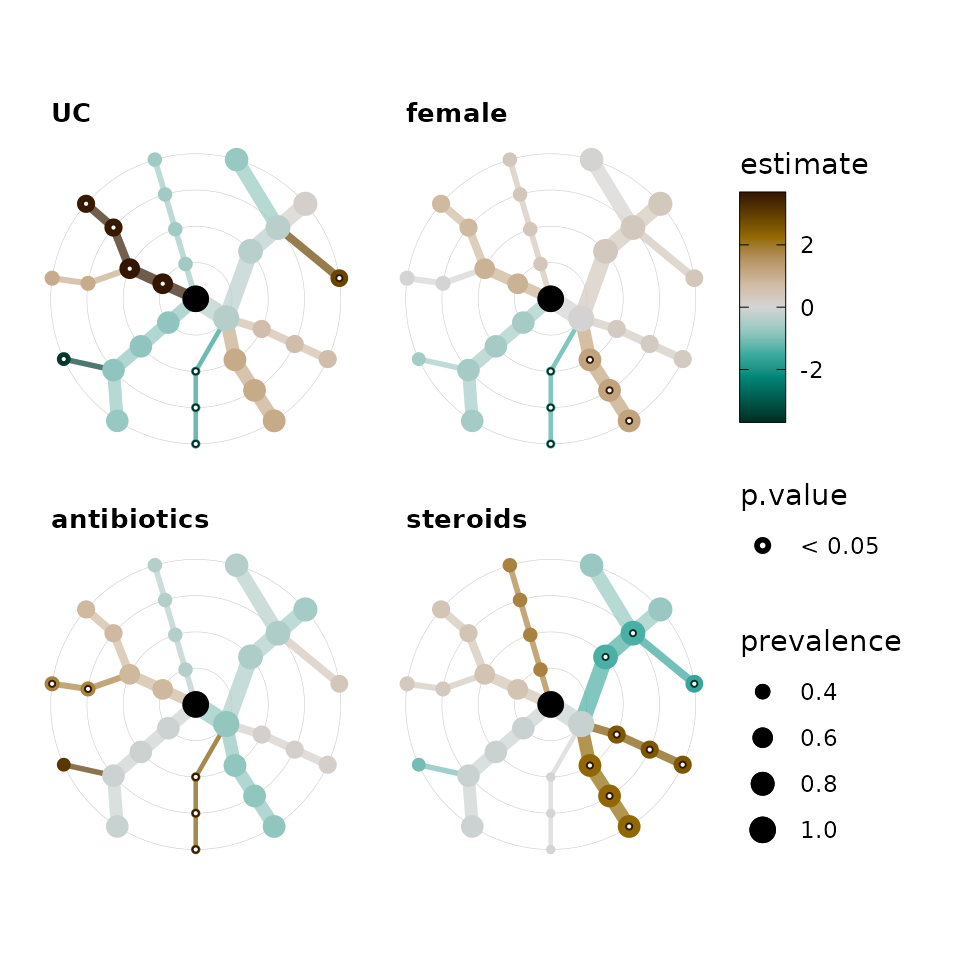 UC
female
antibiotics
steroids
estimate
2
0
-2
p.value
< 0.05
prevalence
0.4
0.6
0.8
1.0